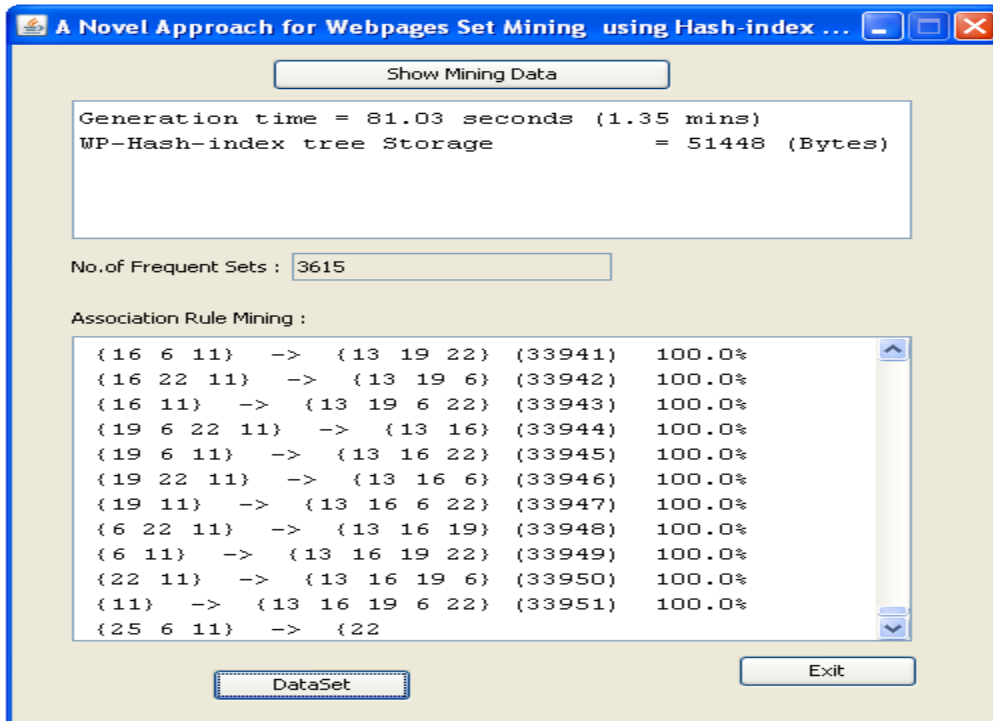 A Novel Approach for Webpages Set Mining using Hash-index ...
Show Mining Data
Generation time = 81.03 seconds (1.35 mins)
WP-Hash-index tree Storage = 51448 (Bytes)
No.of Frequent Sets : 3615
Association Rule Mining :
{16 6 11} -> {13 19 22} (33941) 100.0%
{16 22 11} -> {13 19 6} (33942) 100.0%
{16 11} -> {13 19 6 22} (33943) 100.0%
{19 6 22 11} -> {13 16} (33944) 100.0%
{19 6 11} -> {13 16 22} (33945) 100.0%
{19 22 11} -> {13 16 6} (33946) 100.0%
{19 11} -> {13 16 6 22} (33947) 100.0%
{6 22 11} -> {13 16 19} (33948) 100.0%
{6 11} -> {13 16 19 22} (33949) 100.0%
{22 11} -> {13 16 19 6} (33950) 100.0%
{11} -> {13 16 19 6 22} (33951) 100.0%
{25 6 11} -> {22
DataSet
Exit